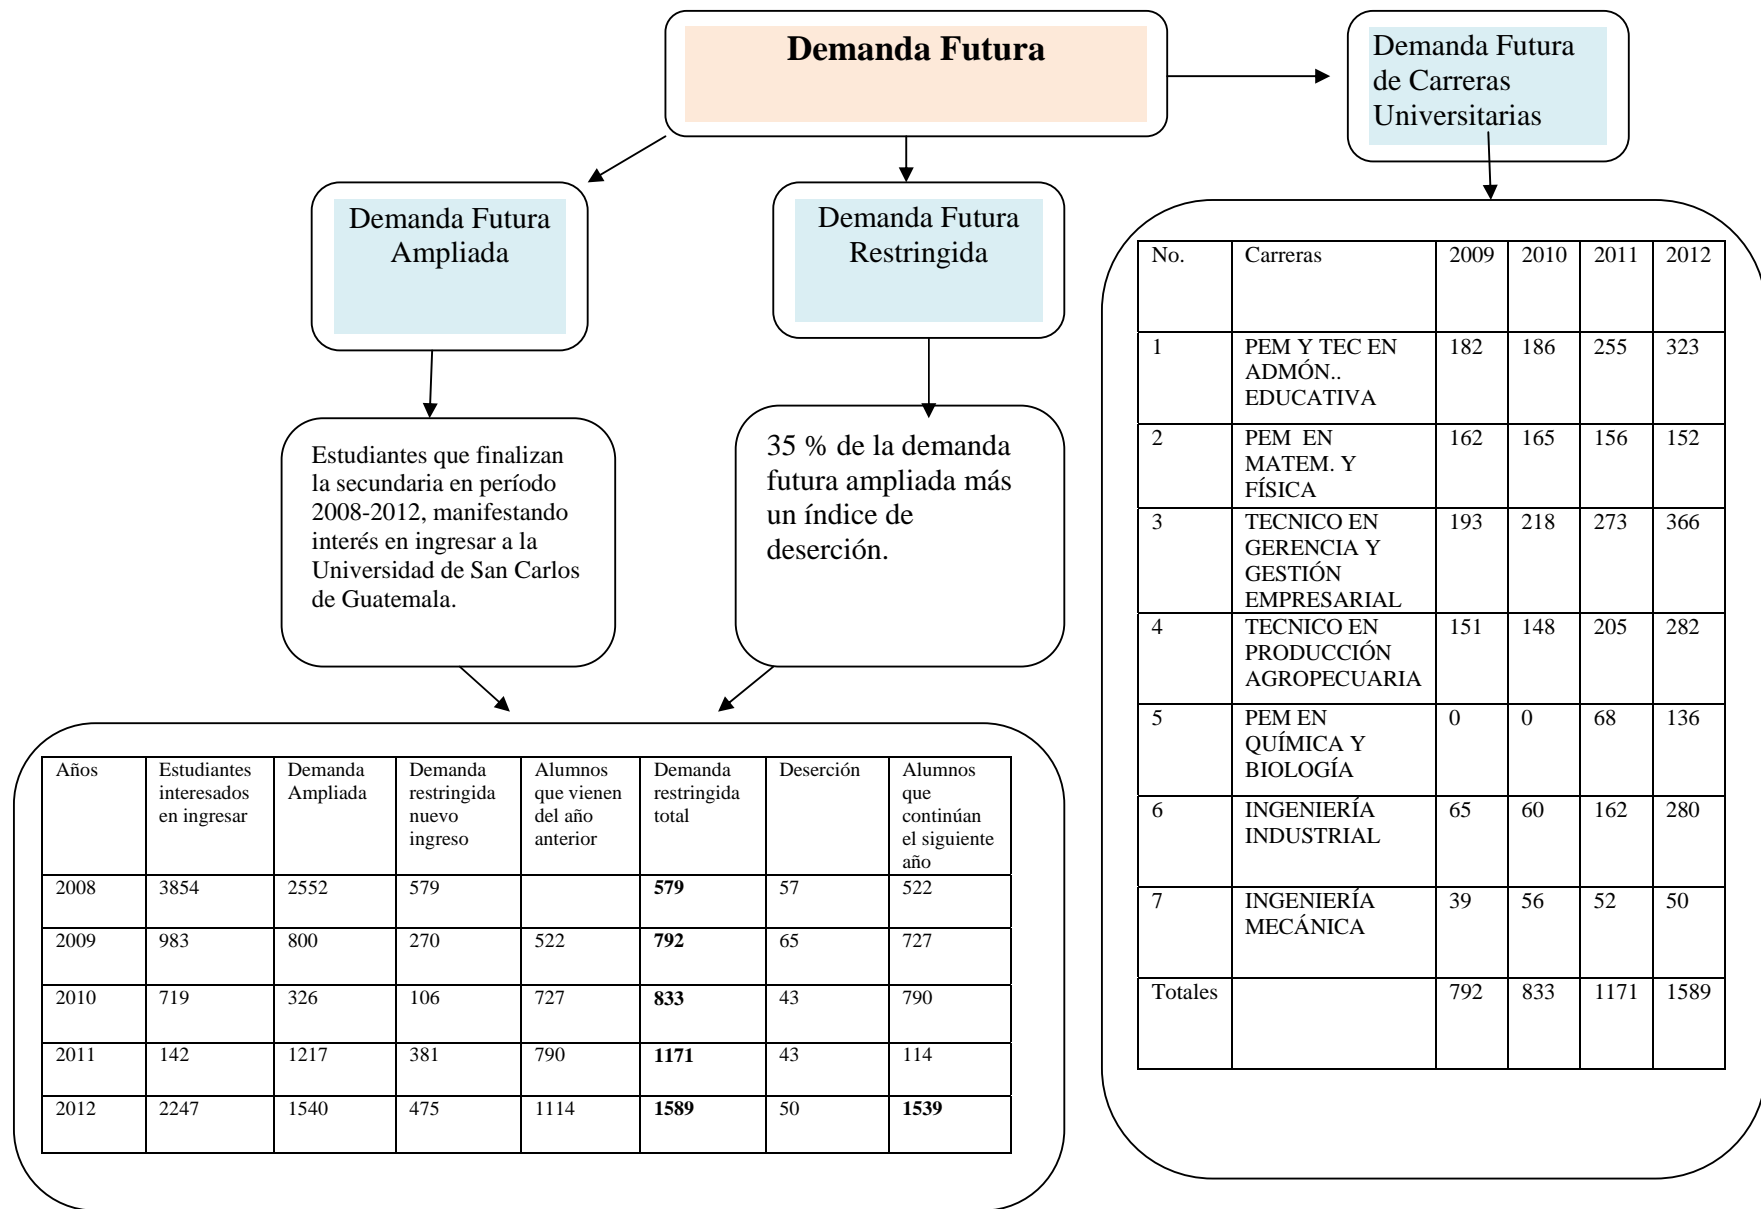 Demanda Futura
Demanda Futura
de Carreras
Universitarias
Demanda Futura
Ampliada
Demanda Futura
Restringida
Estudiantes que finalizan
la secundaria en período
2008-2012, manifestando
interés en ingresar a la
Universidad de San Carlos
de Guatemala.
35 % de la demanda
futura ampliada más
un índice de
deserción.
Años
Estudiantes
interesados
en ingresar
Demanda
Ampliada
Demanda
restringida
nuevo
ingreso
Alumnos
que vienen
del año
anterior
Demanda
restringida
total
Deserción
Alumnos
que
continúan
el siguiente
año
2008 3854 2552 579 579 57 522
2009 983 800 270 522 792 65 727
2010 719 326 106 727 833 43 790
2011 142 1217 381 790 1171 43 114
2012 2247 1540 475 1114 1589 50 1539
No. Carreras 2009 2010 2011 2012
1 PEM Y TEC EN 182 186 255 323
ADMÓN..
EDUCATIVA
2 PEM EN 162 165 156 152
MATEM. Y
FÍSICA
3 TECNICO EN 193 218 273 366
GERENCIA Y
GESTIÓN
EMPRESARIAL
4 TECNICO EN 151 148 205 282
PRODUCCIÓN
AGROPECUARIA
5 PEM EN 0 0 68 136
QUÍMICA Y
BIOLOGÍA
6 INGENIERÍA 65 60 162 280
INDUSTRIAL
7 INGENIERÍA 39 56 52 50
MECÁNICA
Totales 792 833 1171 1589